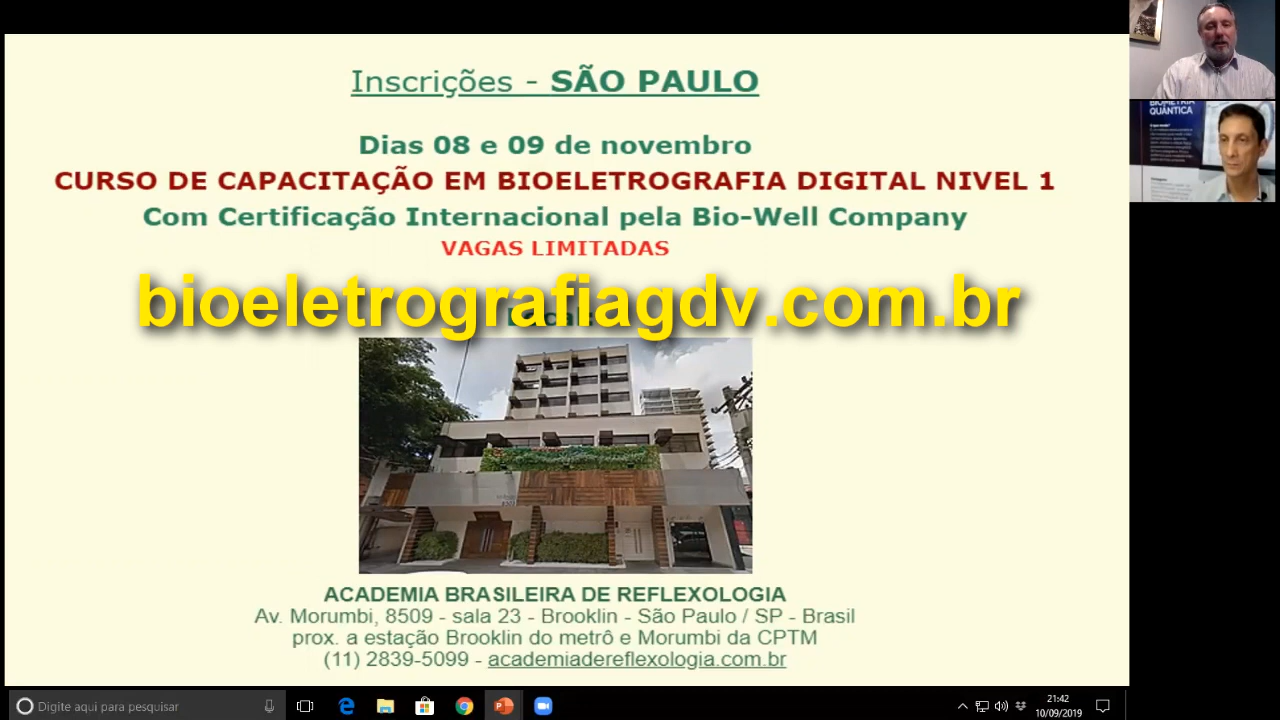 Inscrições - SÃO PAULO
Dias 08 e 09 de novembro
CURSO DE CAPACITAÇÃO EM BIOELETROGRAFIA DIGITAL NIVEL 1
Com Certificação Internacional pela Bio-Well Company
VAGAS LIMITADAS
bioeletrografiagdv.com.br
ACADEMIA BRASILEIRA DE REFLEXOLOGIA
Av. Morumbi, 8509 - sala 23 - Brooklin - São Paulo / SP - Brasil
prox. a estação Brooklin do metrô e Morumbi da CPTM
(11) 2839-5099 - academiadereflexologia.com.br
BIOMETRIA
QUÂNTICA
Digite aqui para pesquisar
21:42
10/09/2019